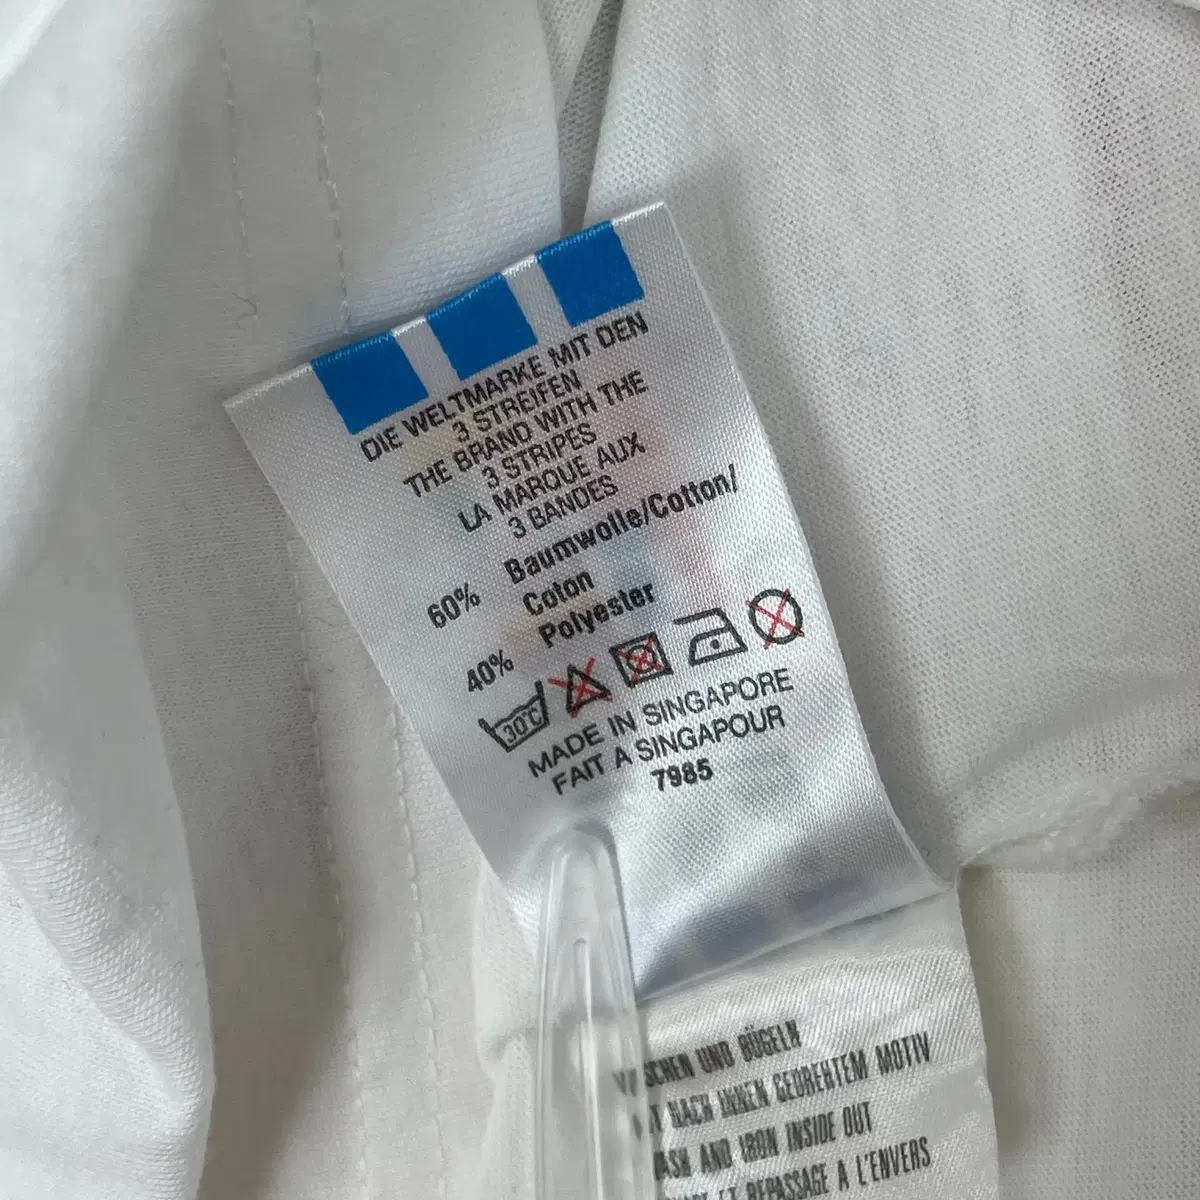 DIE WELTMARKE MIT DEN
3 STREIFEN
THE BRAND WITH THE
3 STRIPES
LA MARQUE AUX
3 BANDES
60% Baumwolle/Cotton/
Coton
40% Polyester
30°C
MADE IN SINGAPORE
FAIT A SINGAPOUR
7985
UND BÜGELN
NACH INNEN GEDREHTEM MOTIV
AND IRON INSIDE OUT
ET REPASSAGE A L'ENVERS